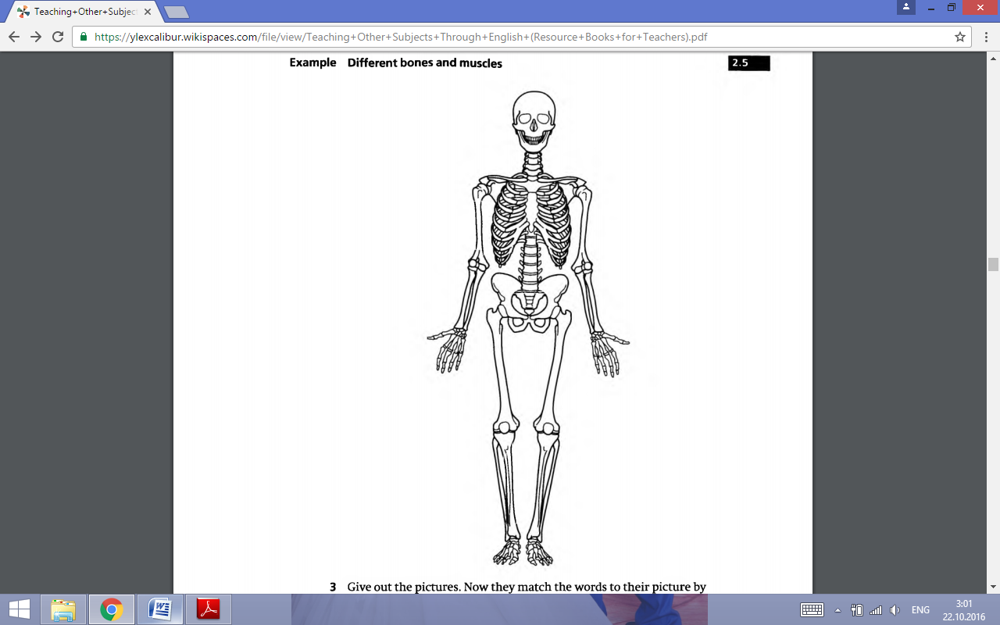 Teaching+Other+Subjec
https://ylexcalibur.wikispaces.com/file/view/Teaching+Other+Subjects+Through+English+(Resource+Books+for+Teachers).pdf
Example Different bones and muscles 2.5
3 Give out the pictures. Now they match the words to their picture by
ENG
3:01
22.10.2016